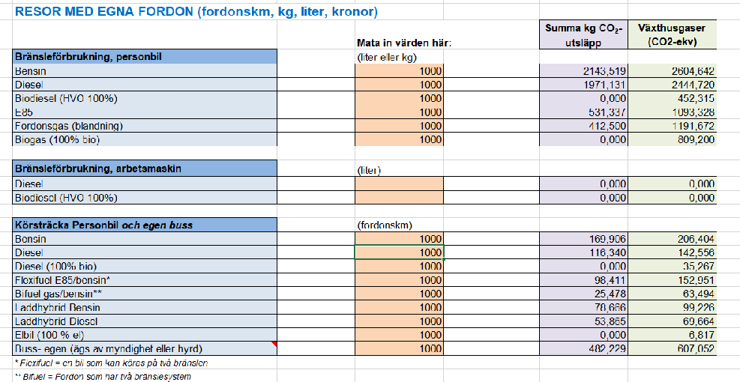 RESOR MED EGNA FORDON (fordonskm, kg, liter, kronor)
Mata in värden här: Summa kg CO2-utsläpp Växthusgaser (CO2-ekv)
Bränsleförbrukning, personbil (liter eller kg)
Bensin 1000 2143,519 2604,642
Diesel 1000 1971,131 2444,720
Biodiesel (HVO 100%) 1000 0,000 452,315
E85 1000 531,337 1093,328
Fordonsgas (blandning) 1000 412,500 1191,672
Biogas (100% bio) 1000 0,000 809,200
Bränsleförbrukning, arbetsmaskin (liter)
Diesel 0,000 0,000
Biodiesel (HVO 100%) 0,000 0,000
Körsträcka Personbil och egen buss (fordonskm)
Bensin 1000 169,906 206,404
Diesel 1000 116,340 142,556
Diesel (100% bio) 1000 0,000 35,267
Flexifuel E85/bensin* 1000 98,411 152,951
Bifuel gas/bensin** 1000 25,478 63,494
Laddhybrid Bensin 1000 78,666 99,226
Laddhybrid Diesel 1000 53,865 69,664
Elbil (100 % el) 1000 0,000 6,817
Buss- egen (ägs av myndighet eller hyrd) 1000 482,229 607,052
* Flexifuel = en bil som kan köras på två bränslen
** Bifuel = Fordon som har två bränslesystem